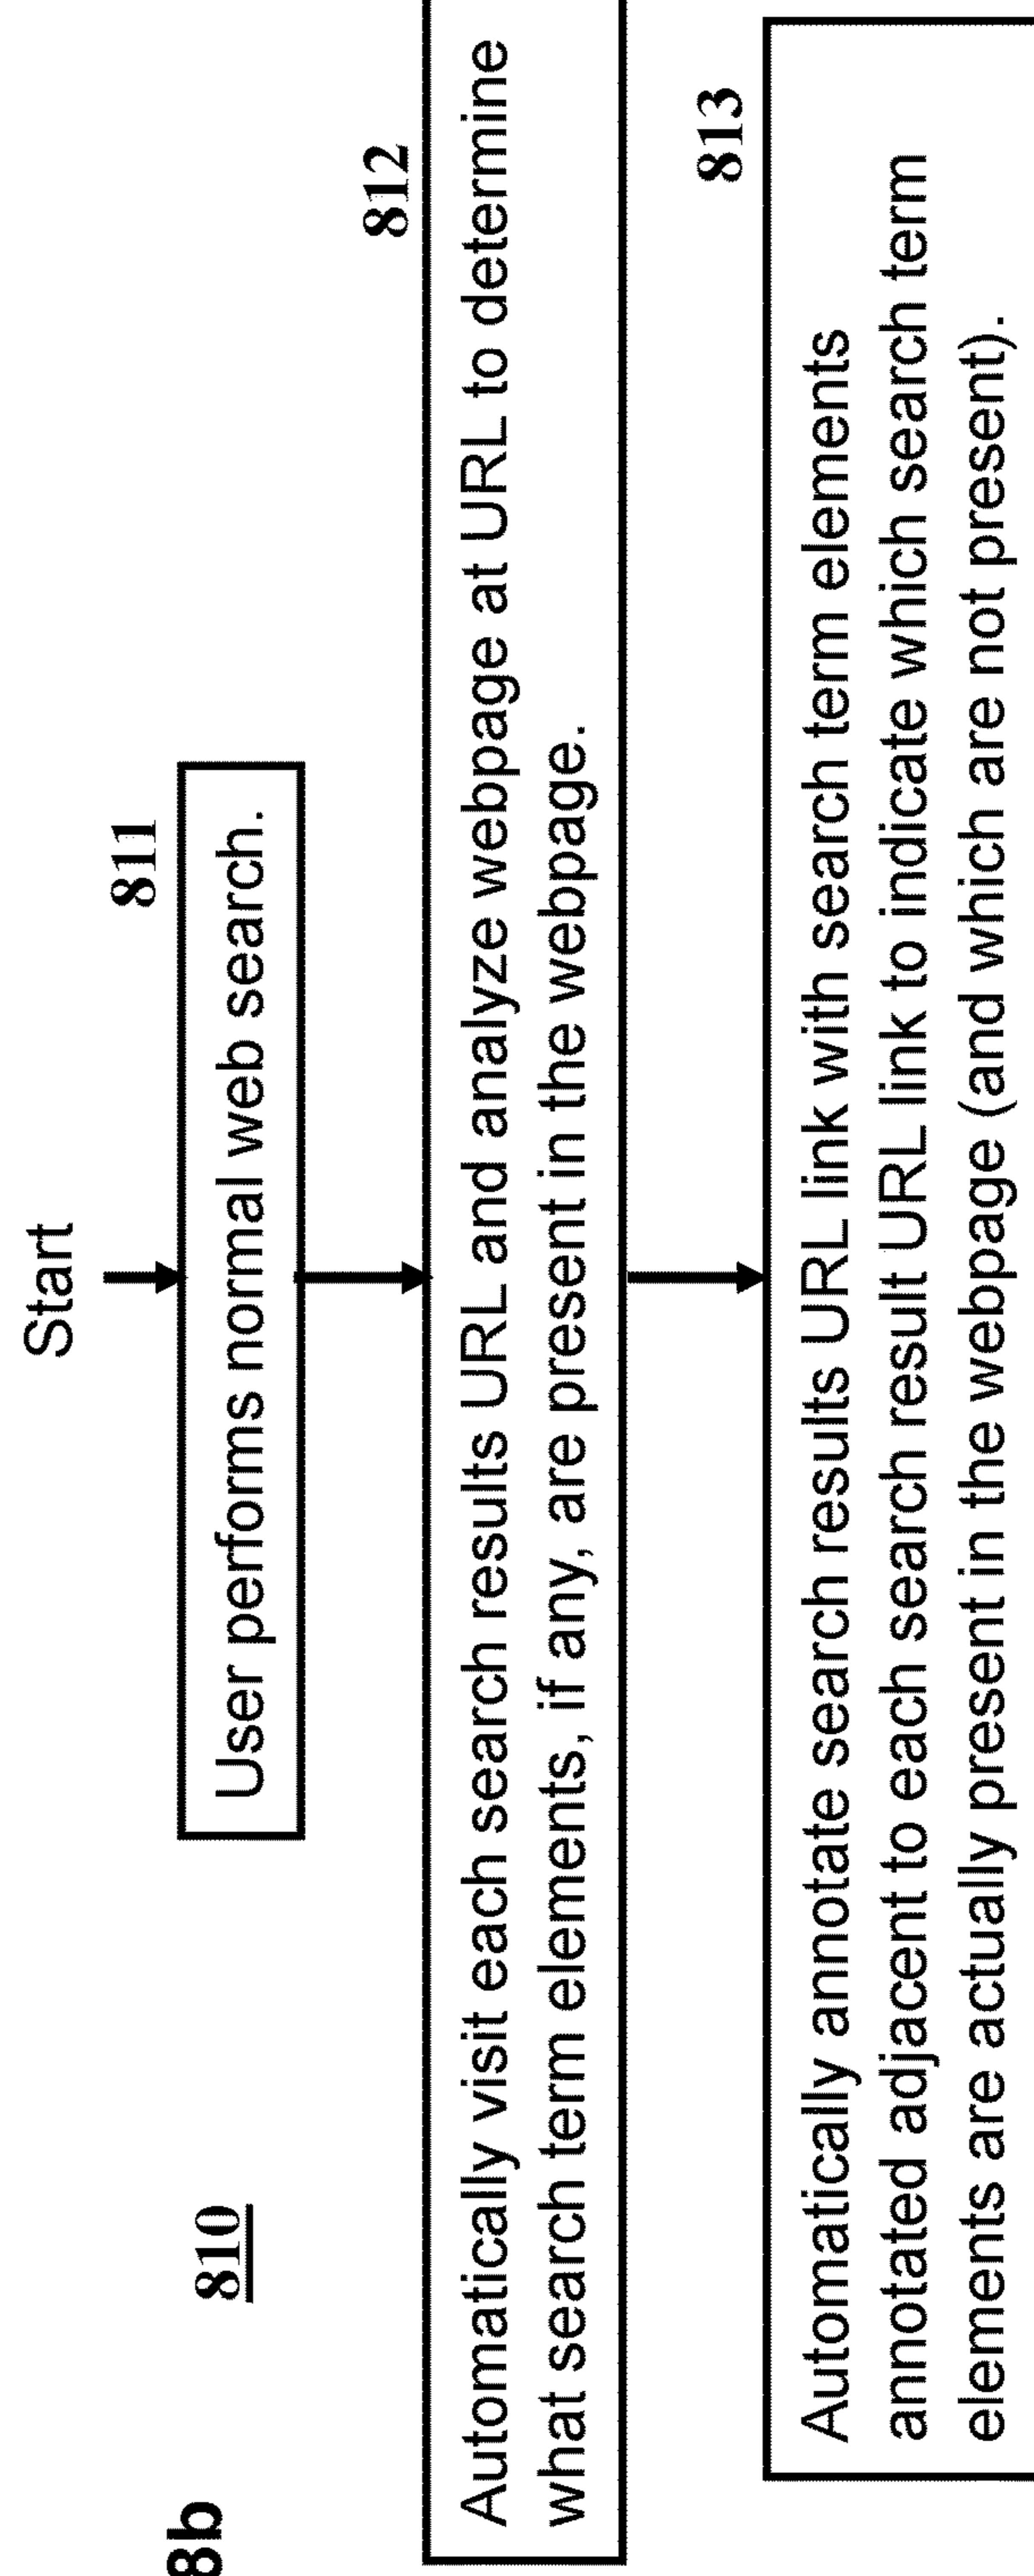 8b
810
Start
811
User performs normal web search.
812
Automatically visit each search results URL and analyze webpage at URL to determine
what search term elements, if any, are present in the webpage.
813
Automatically annotate search results URL link with search term elements
annotated adjacent to each search result URL link to indicate which search term
elements are actually present in the webpage (and which are not present).